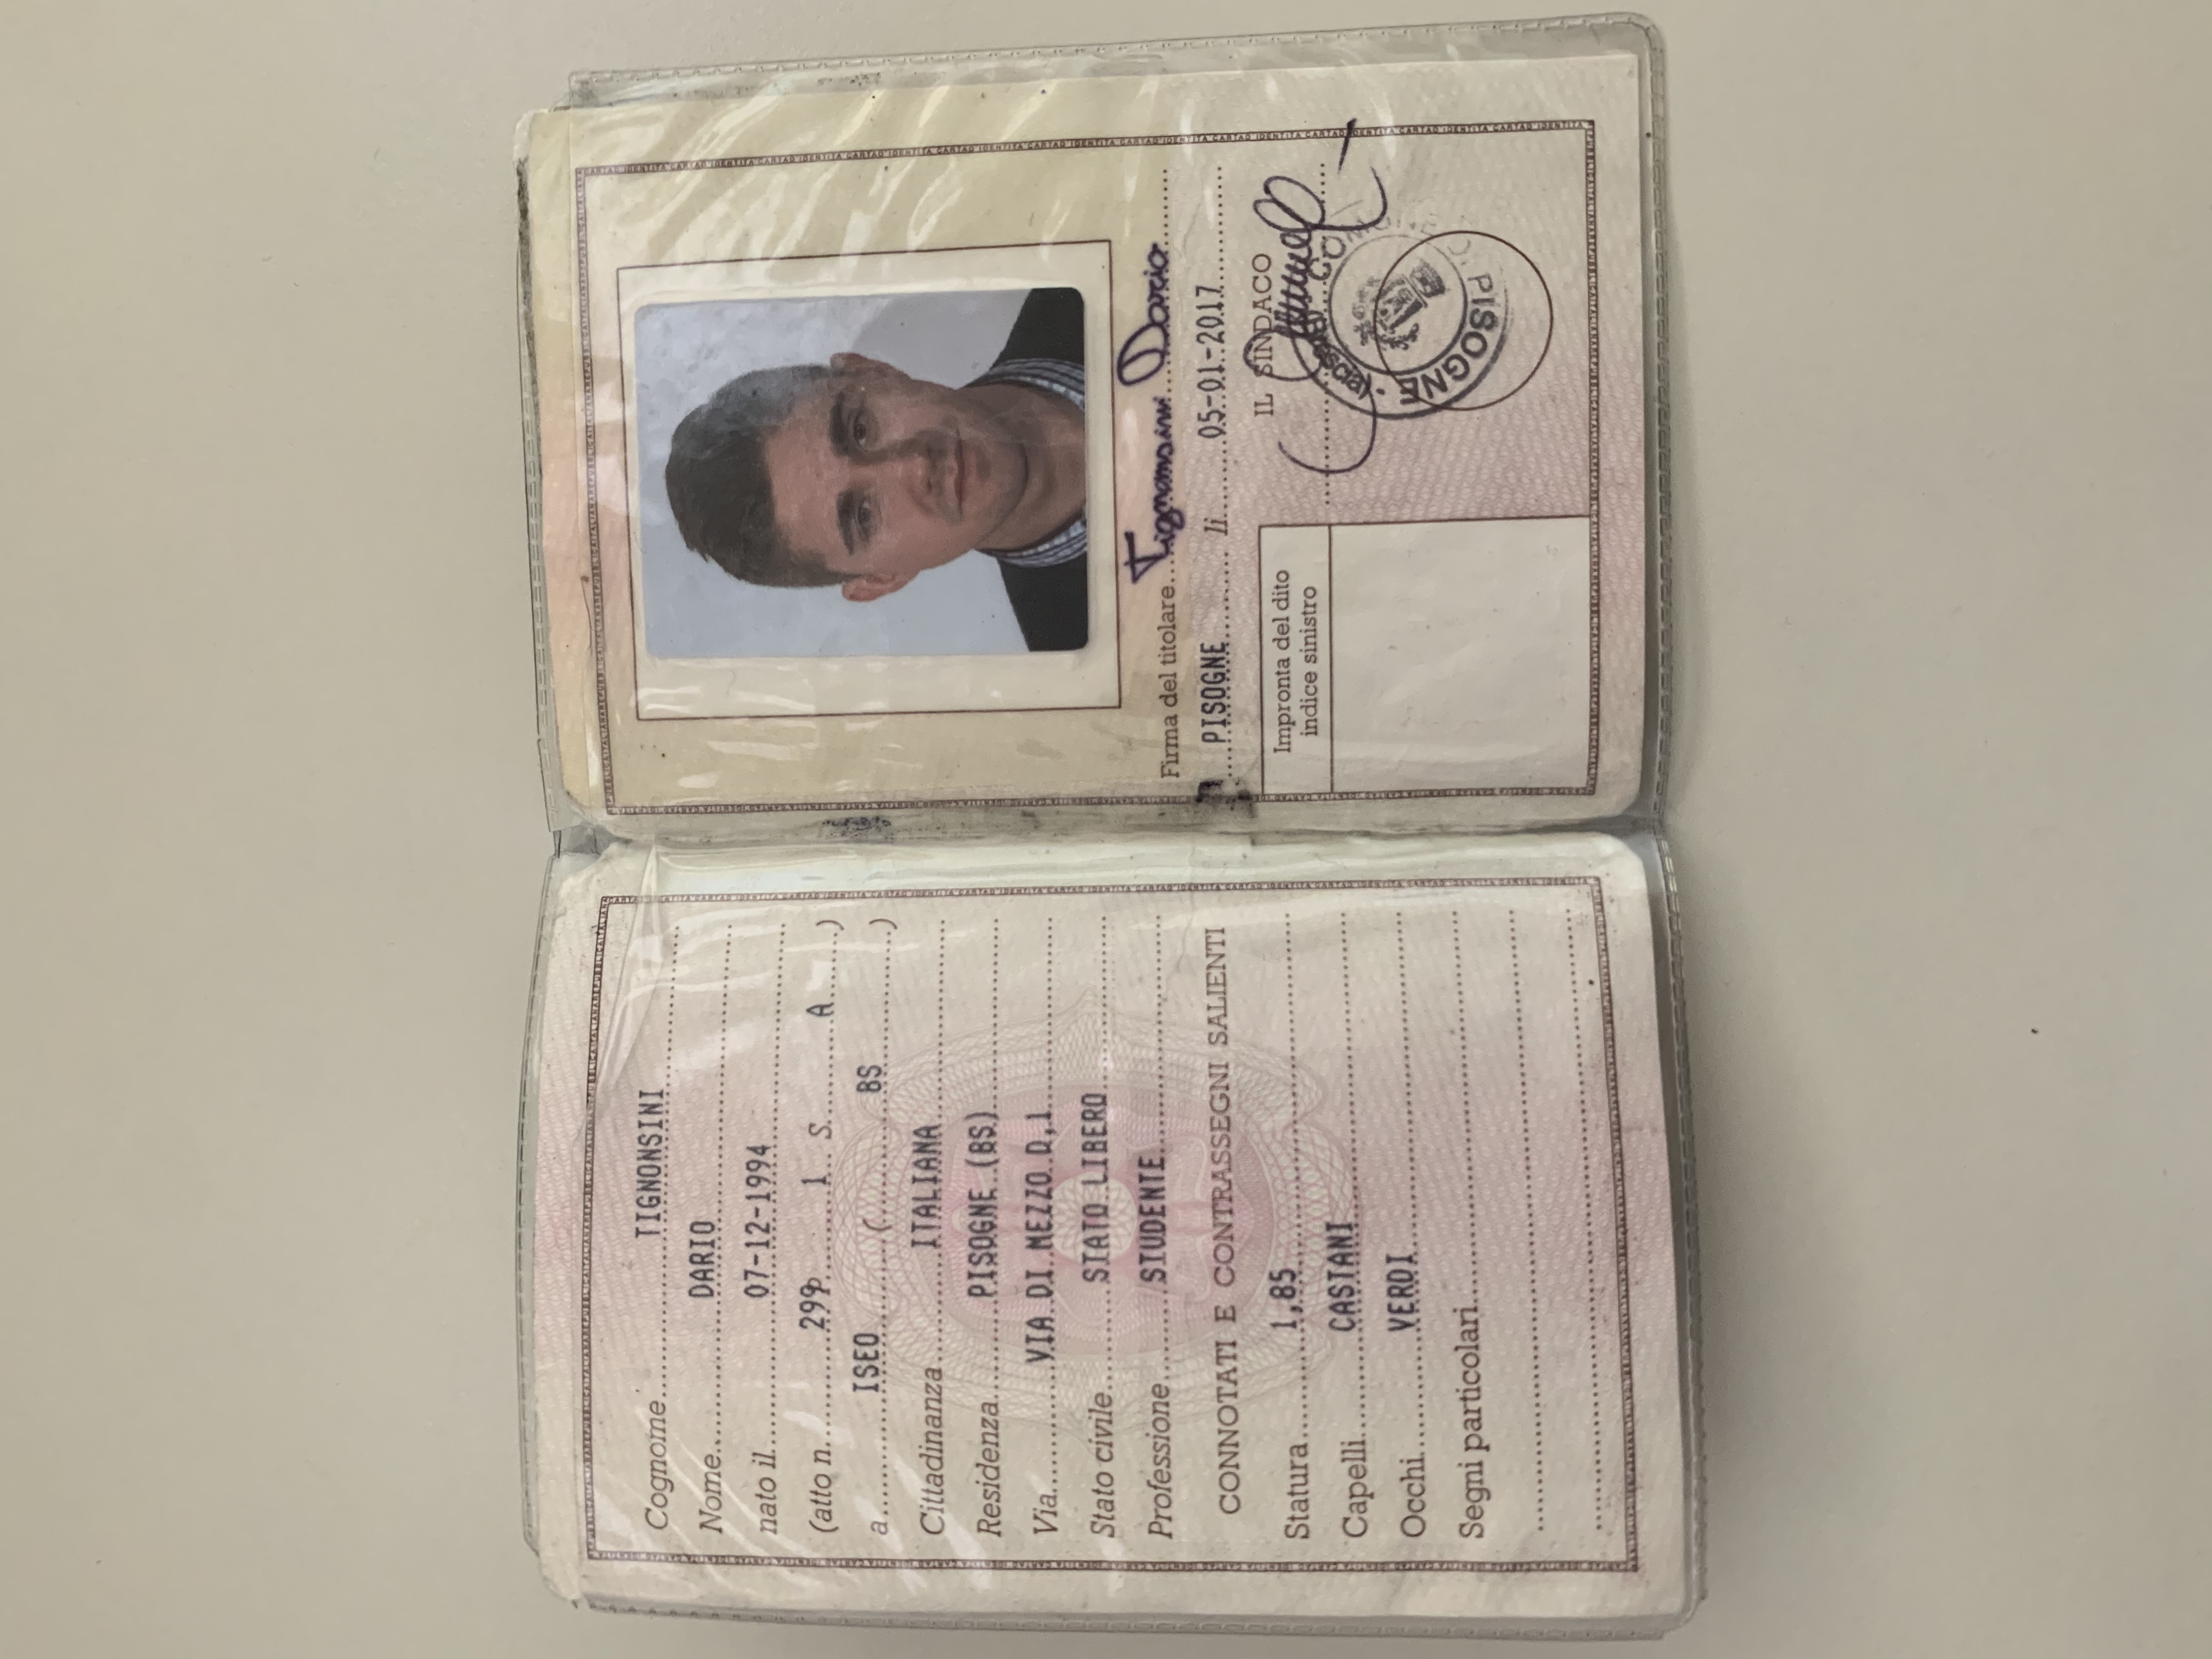 Cognome TIGNONSINI
Nome DARIO
nato il 07-12-1994
(atto n. 299 P. 1 S. A )
a ISEO ( BS )
Cittadinanza ITALIANA
Residenza PISOGNE (BS)
Via VIA DI MEZZO D,1
Stato civile STATO LIBERO
Professione STUDENTE
CONNOTATI E CONTRASSEGNI SALIENTI
Statura 1,85
Capelli CASTANI
Occhi VERDI
Segni particolari
Firma del titolare Tignonsini Dario
PISOGNE li 05-01-2017
IL SINDACO
Impronta del dito
indice sinistro
COMUNE DI PISOGNE